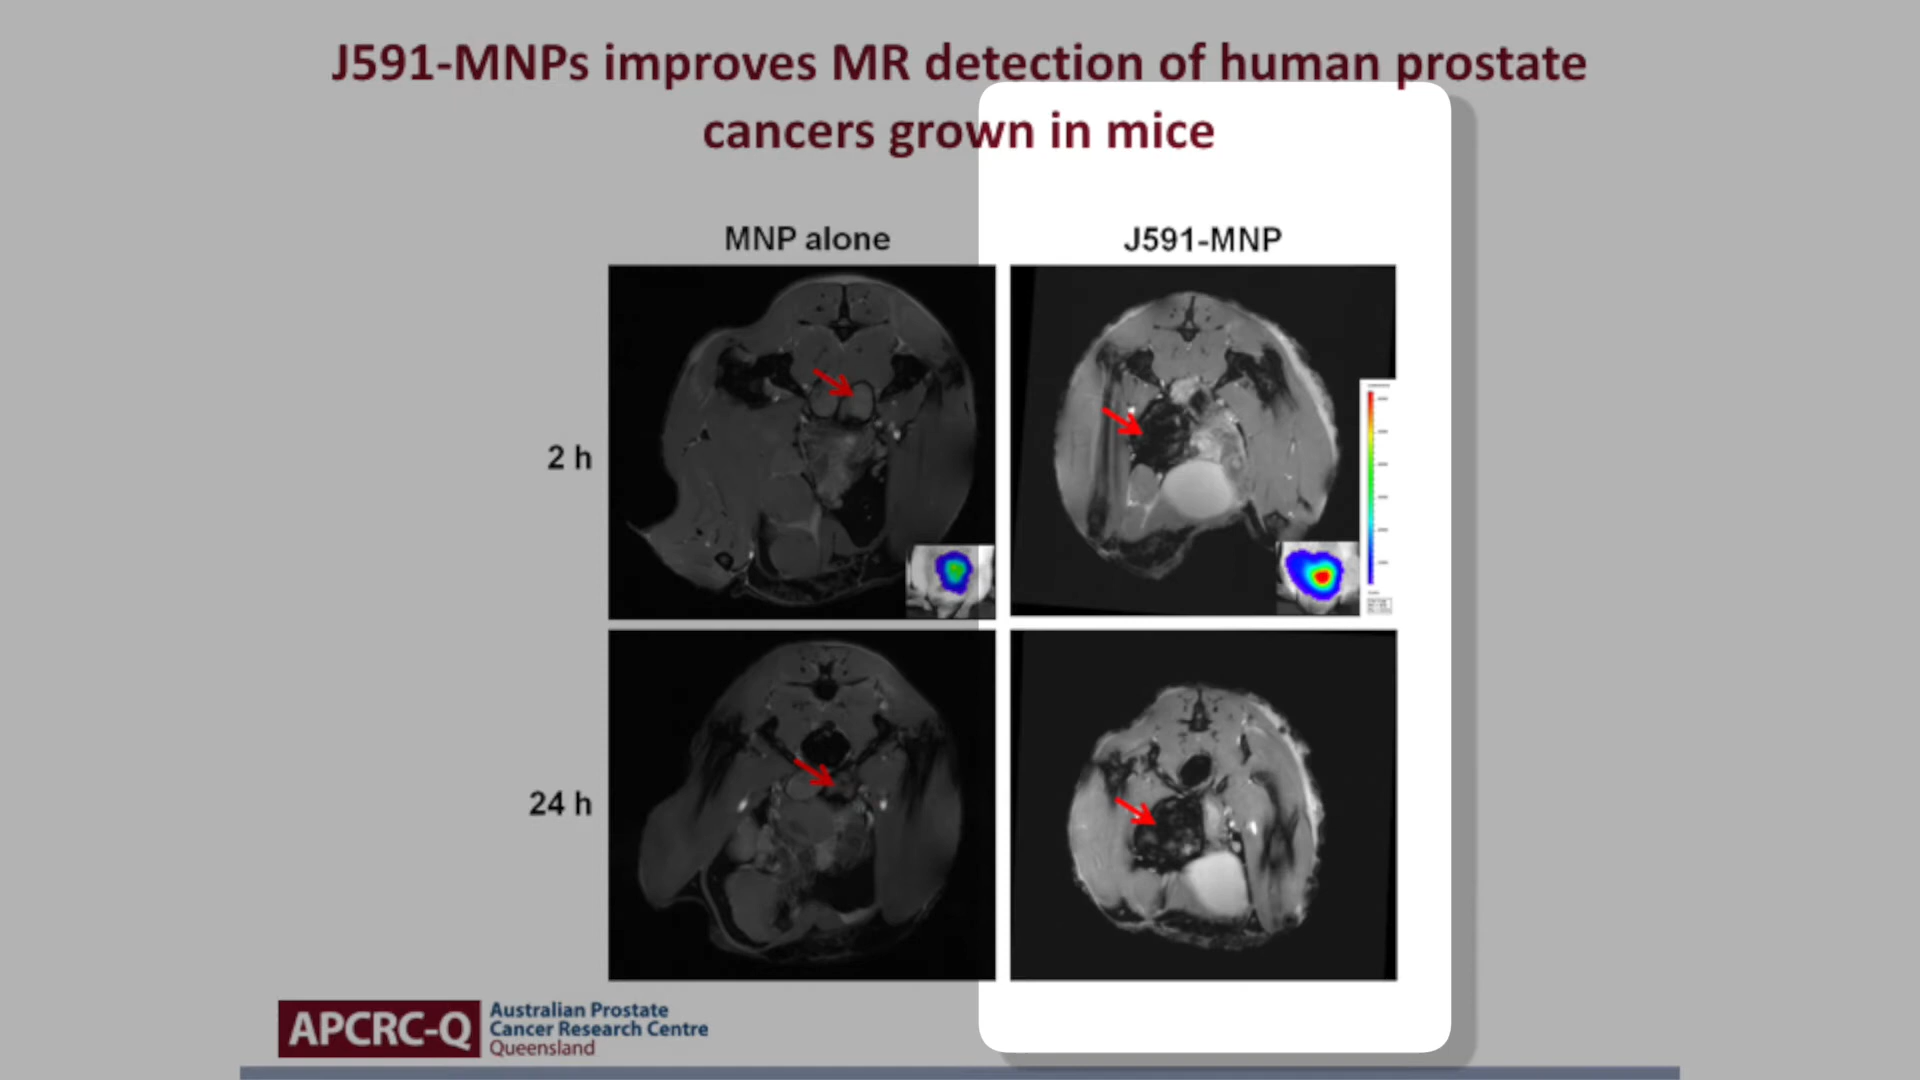 J591-MNPs improves MR detection of human prostate
cancers grown in mice
MNP alone
J591-MNP
2 h
24 h
APCRC-Q
Australian Prostate
Cancer Research Centre
Queensland